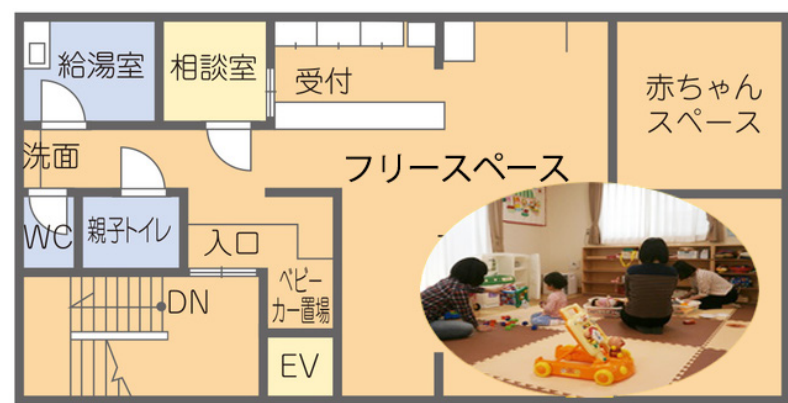 給湯室
相談室
受付
赤ちゃん
スペース
洗面
フリースペース
WC
親子トイレ
入口
ベビー
カー置場
DN
EV